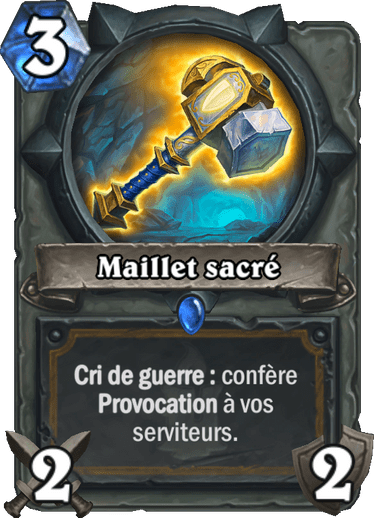 3
Maillet sacré
Cri de guerre : confère
Provocation à vos
serviteurs.
2
2